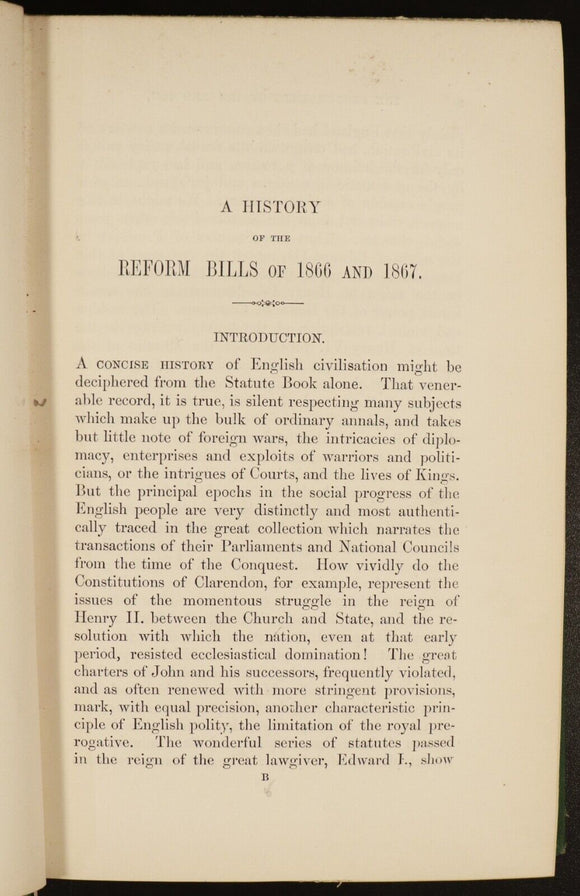 A HISTORY
OF THE
REFORM BILLS OF 1866 AND 1867.
INTRODUCTION.
A CONCISE HISTORY of English civilisation might be
deciphered from the Statute Book alone. That vener-
able record, it is true, is silent respecting many subjects
which make up the bulk of ordinary annals, and takes
but little note of foreign wars, the intricacies of diplo-
macy, enterprises and exploits of warriors and politi-
cians, or the intrigues of Courts, and the lives of Kings.
But the principal epochs in the social progress of the
English people are very distinctly and most authenti-
cally traced in the great collection which narrates the
transactions of their Parliaments and National Councils
from the time of the Conquest. How vividly do the
Constitutions of Clarendon, for example, represent the
issues of the momentous struggle in the reign of
Henry II. between the Church and State, and the re-
solution with which the nation, even at that early
period, resisted ecclesiastical domination! The great
charters of John and his successors, frequently violated,
and as often renewed with more stringent provisions,
mark, with equal precision, another characteristic prin-
ciple of English polity, the limitation of the royal pre-
rogative. The wonderful series of statutes passed
in the reign of the great lawgiver, Edward I., show
B